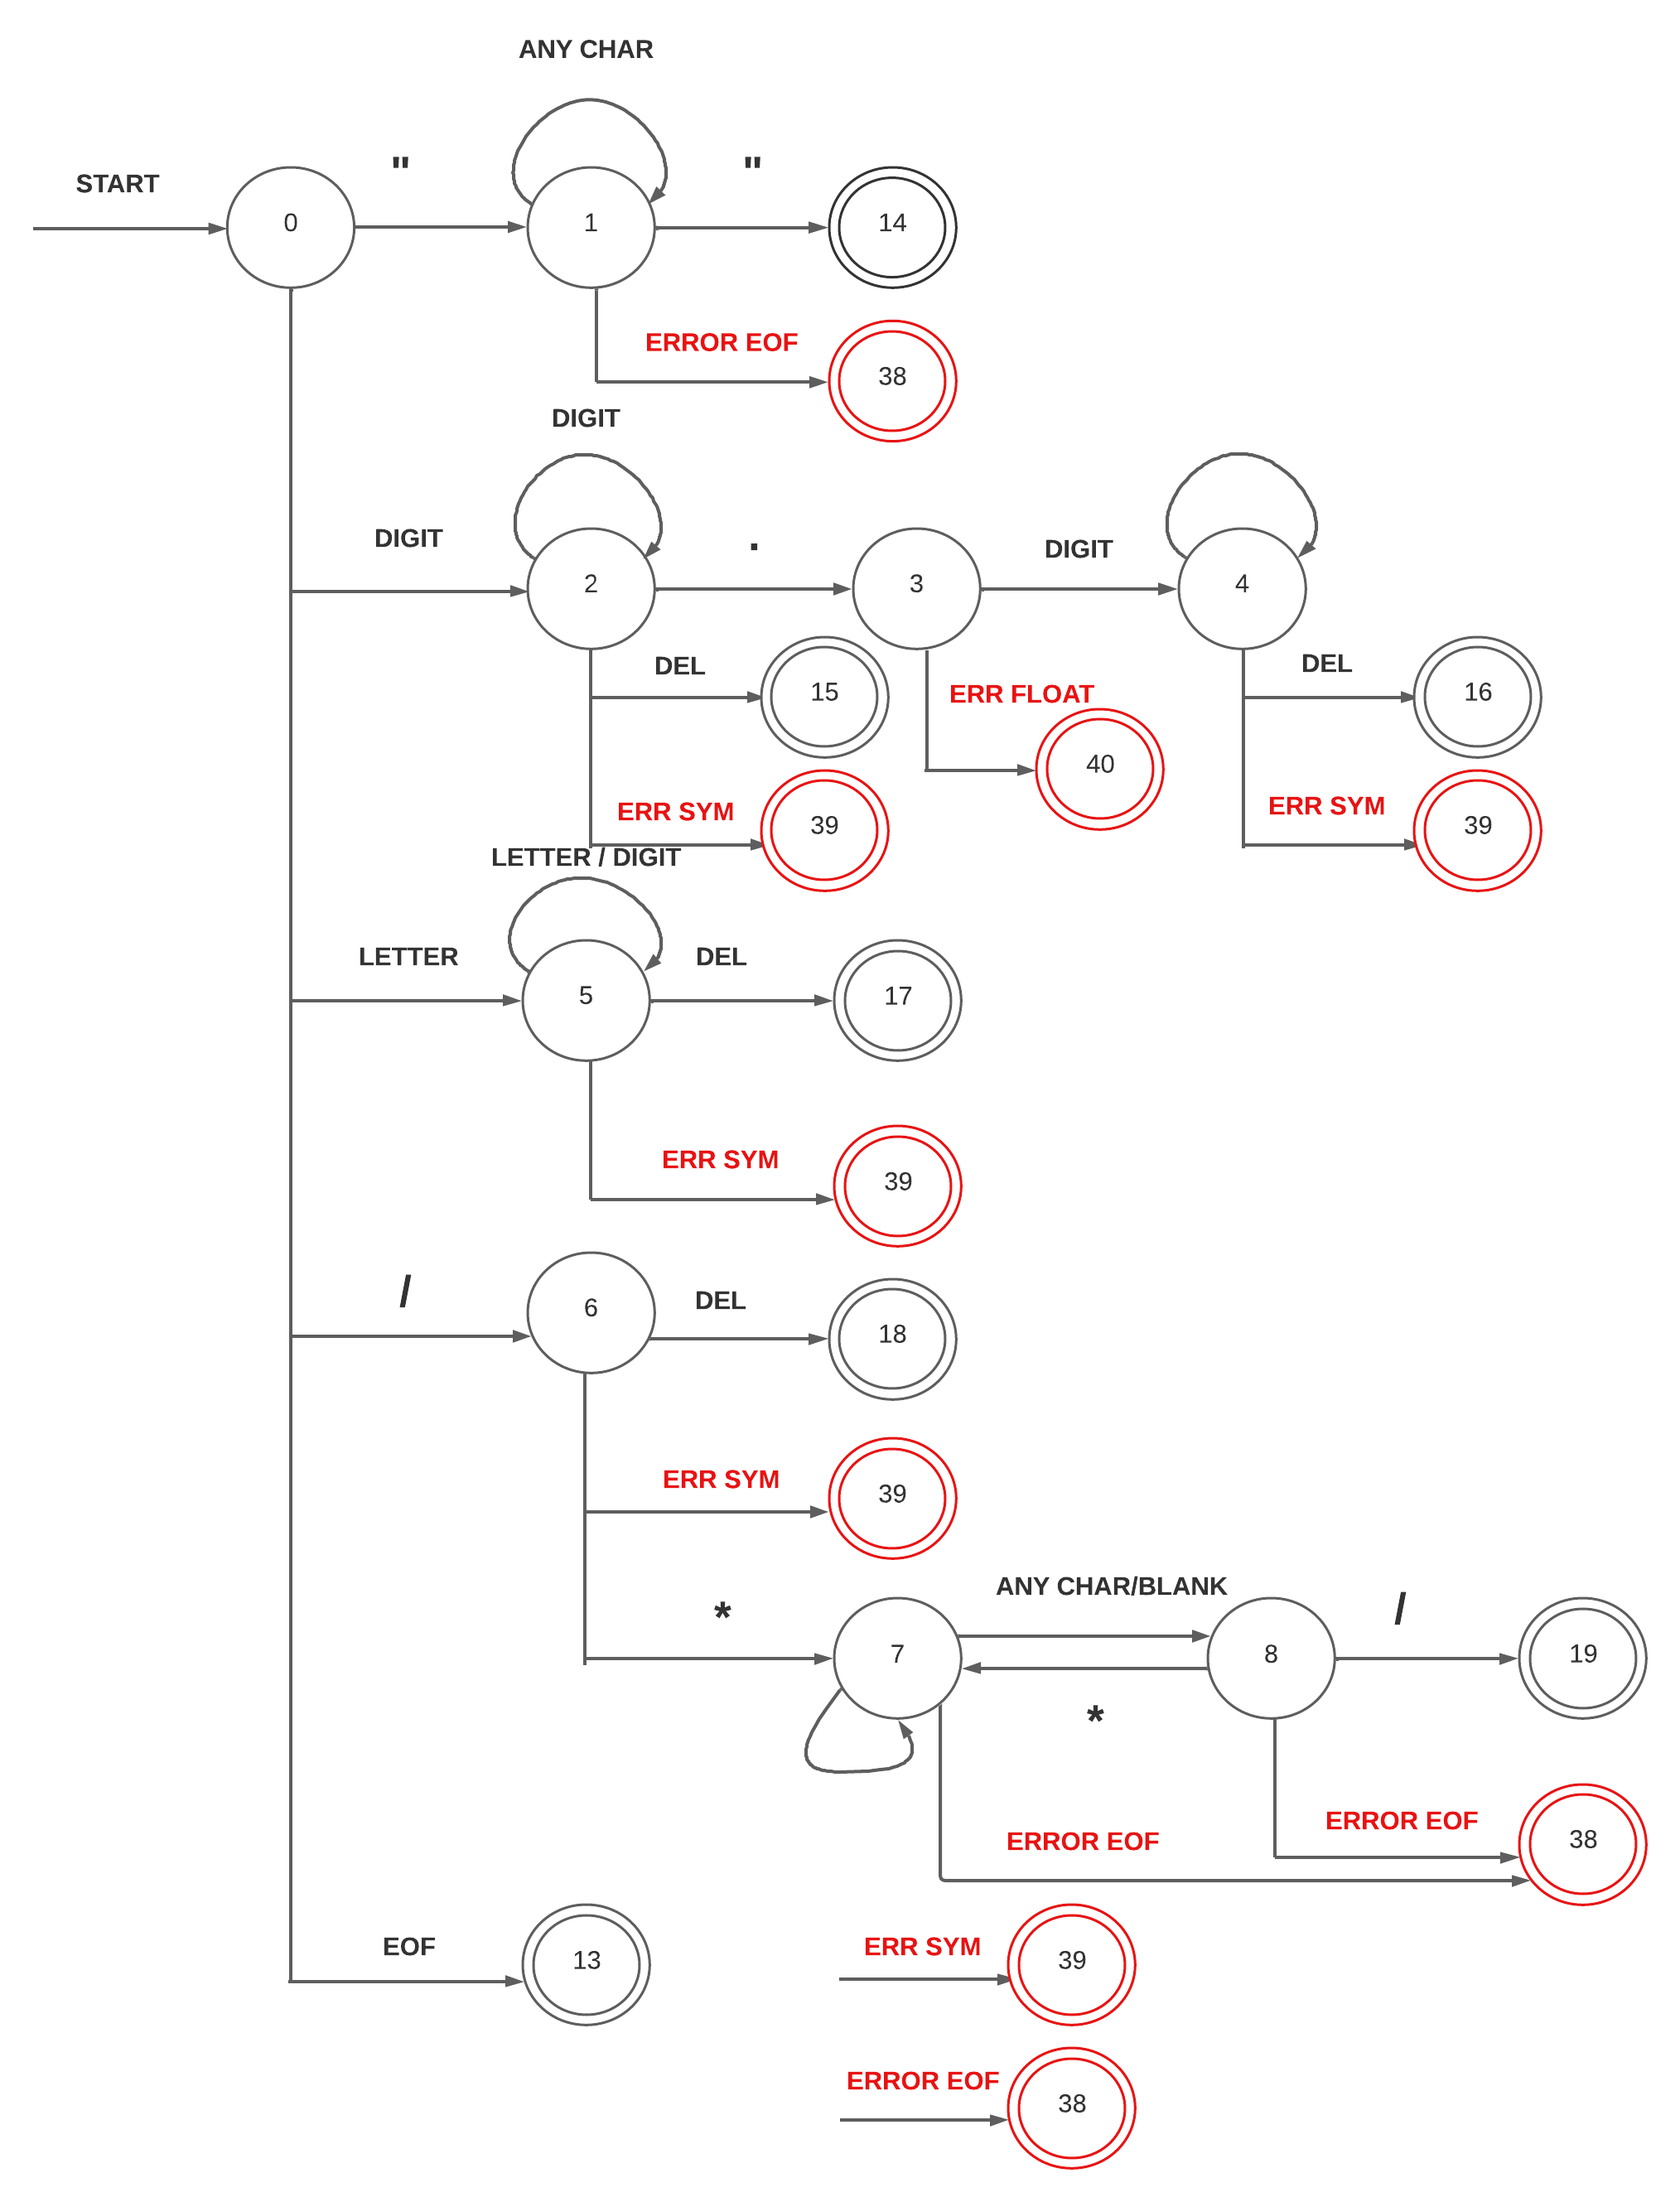 ANY CHAR
START
"
"
0
1
14
ERROR EOF
38
DIGIT
DIGIT
.
DIGIT
2
3
4
DEL
15
DEL
16
ERR FLOAT
40
ERR SYM
39
ERR SYM
39
LETTER / DIGIT
LETTER
DEL
5
17
ERR SYM
39
/
6
DEL
18
ERR SYM
39
ANY CHAR/BLANK
*
/
7
8
19
*
ERROR EOF
ERROR EOF
38
EOF
13
ERR SYM
39
ERROR EOF
38